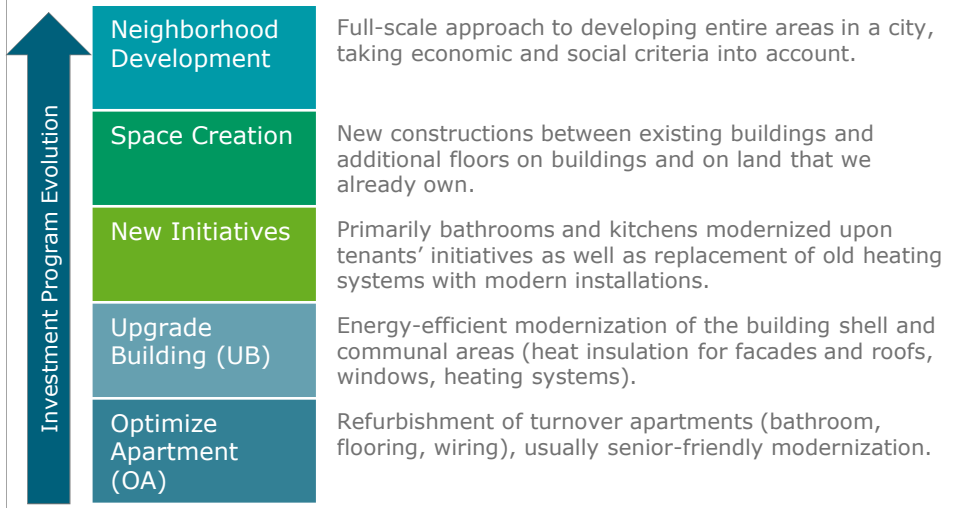 Investment Program Evolution
Neighborhood
Development
Full-scale approach to developing entire areas in a city,
taking economic and social criteria into account.
Space Creation
New constructions between existing buildings and
additional floors on buildings and on land that we
already own.
New Initiatives
Primarily bathrooms and kitchens modernized upon
tenants’ initiatives as well as replacement of old heating
systems with modern installations.
Upgrade
Building (UB)
Energy-efficient modernization of the building shell and
communal areas (heat insulation for facades and roofs,
windows, heating systems).
Optimize
Apartment
(OA)
Refurbishment of turnover apartments (bathroom,
flooring, wiring), usually senior-friendly modernization.